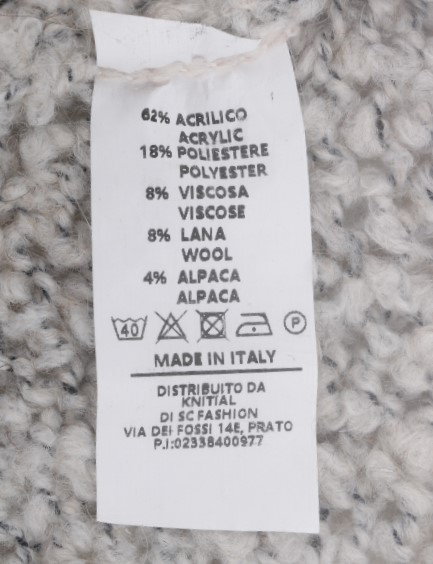 62% ACRILICO
ACRYLIC
18% POLIESTERE
POLYESTER
8% VISCOSA
VISCOSE
8% LANA
WOOL
4% ALPACA
ALPACA
40 P
MADE IN ITALY
DISTRIBUITO DA
KNITIAL
DI SC FASHION
VIA DEI FOSSI 14E, PRATO
P.I:02338400977